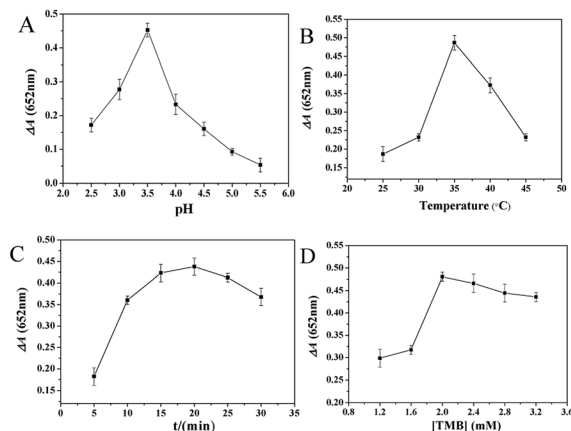 A
ΔA (652nm)
0.5
0.4
0.3
0.2
0.1
0.0
2.0 2.5 3.0 3.5 4.0 4.5 5.0 5.5 6.0
pH
B
ΔA (652nm)
0.55
0.50
0.45
0.40
0.35
0.30
0.25
0.20
0.15
20 25 30 35 40 45 50
Temperature (°C)
C
ΔA (652nm)
0.50
0.45
0.40
0.35
0.30
0.25
0.20
0.15
0 5 10 15 20 25 30 35
t/(min)
D
ΔA (652nm)
0.55
0.50
0.45
0.40
0.35
0.30
0.25
0.20
0.8 1.2 1.6 2.0 2.4 2.8 3.2 3.6
[TMB] (mM)